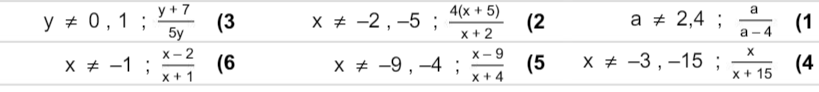 (1 a/(a – 4) ; a ≠ 2,4 (2 4(x + 5)/(x + 2) ; x ≠ –2 , –5 (3 (y + 7)/5y ; y ≠ 0 , 1
(4 x/(x + 15) ; x ≠ –3 , –15 (5 (x – 9)/(x + 4) ; x ≠ –9 , –4 (6 (x – 2)/(x + 1) ; x ≠ –1